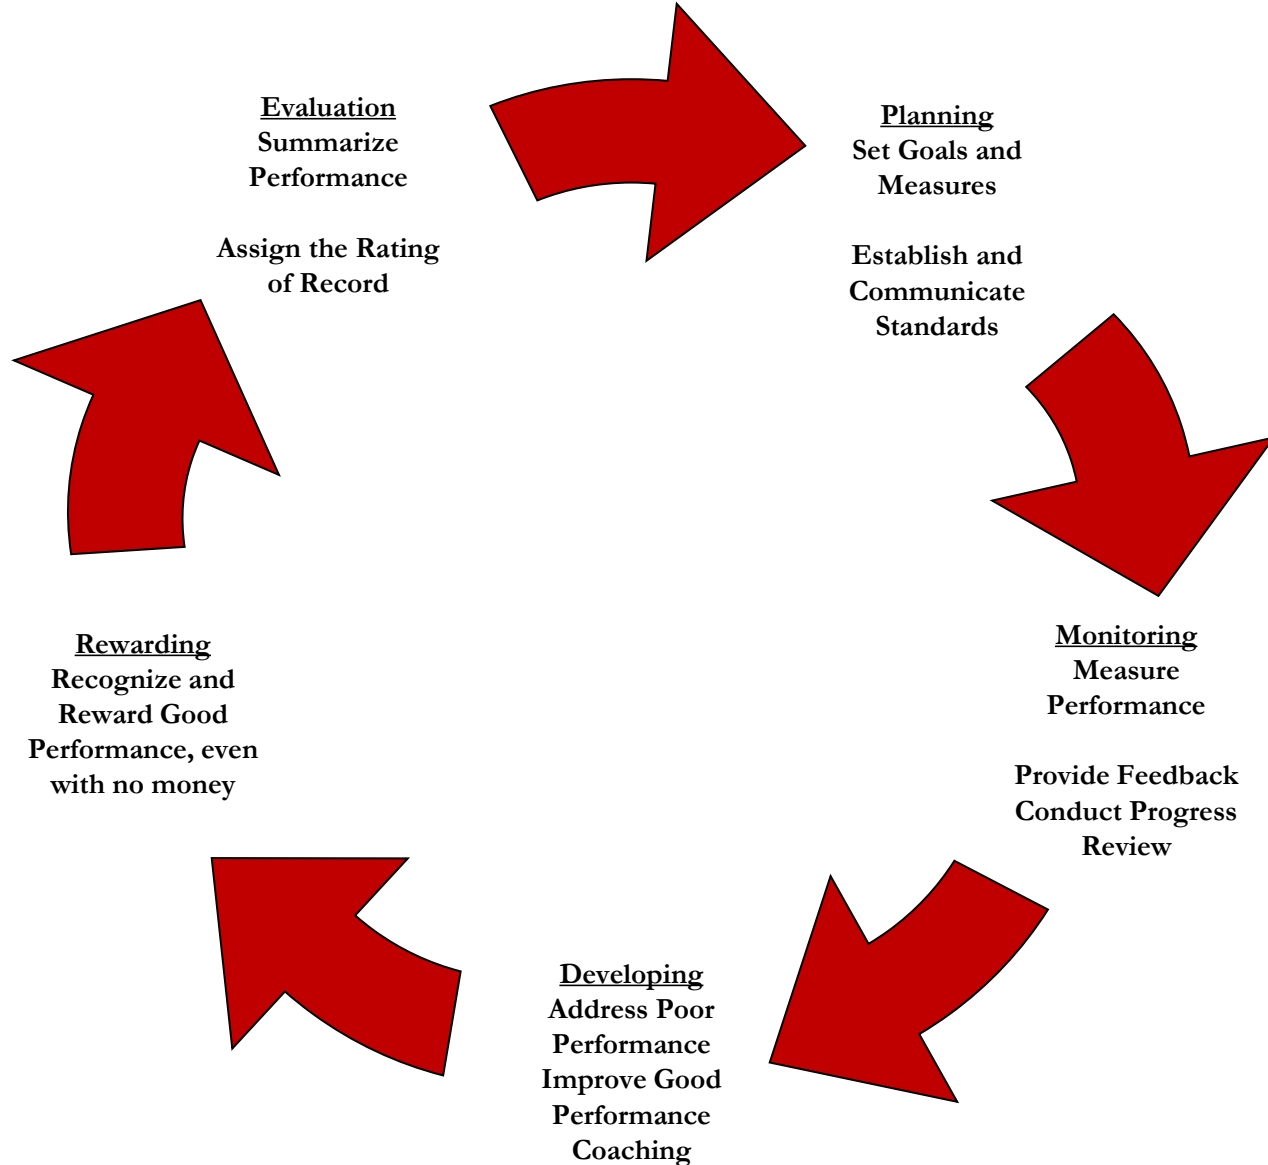 Evaluation
Summarize
Performance
Assign the Rating
of Record
Planning
Set Goals and
Measures
Establish and
Communicate
Standards
Monitoring
Measure
Performance
Provide Feedback
Conduct Progress
Review
Developing
Address Poor
Performance
Improve Good
Performance
Coaching
Rewarding
Recognize and
Reward Good
Performance, even
with no money